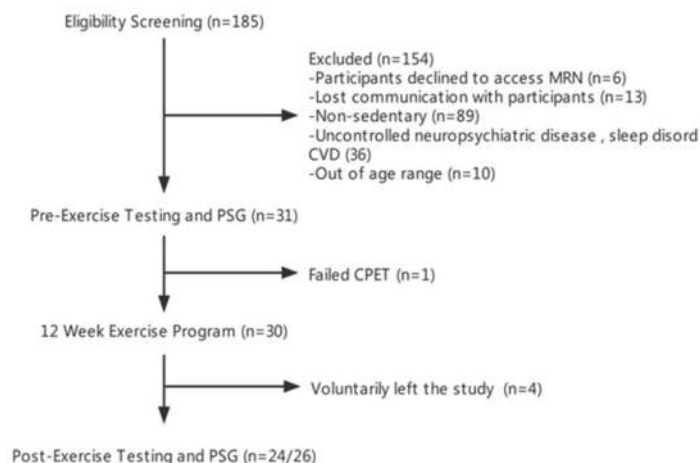 Eligibility Screening (n=185)
Excluded (n=154)
-Participants declined to access MRN (n=6)
-Lost communication with participants (n=13)
-Non-sedentary (n=89)
-Uncontrolled neuropsychiatric disease , sleep disord
CVD (36)
-Out of age range (n=10)
Pre-Exercise Testing and PSG (n=31)
Failed CPET (n=1)
12 Week Exercise Program (n=30)
Voluntarily left the study (n=4)
Post-Exercise Testing and PSG (n=24/26)